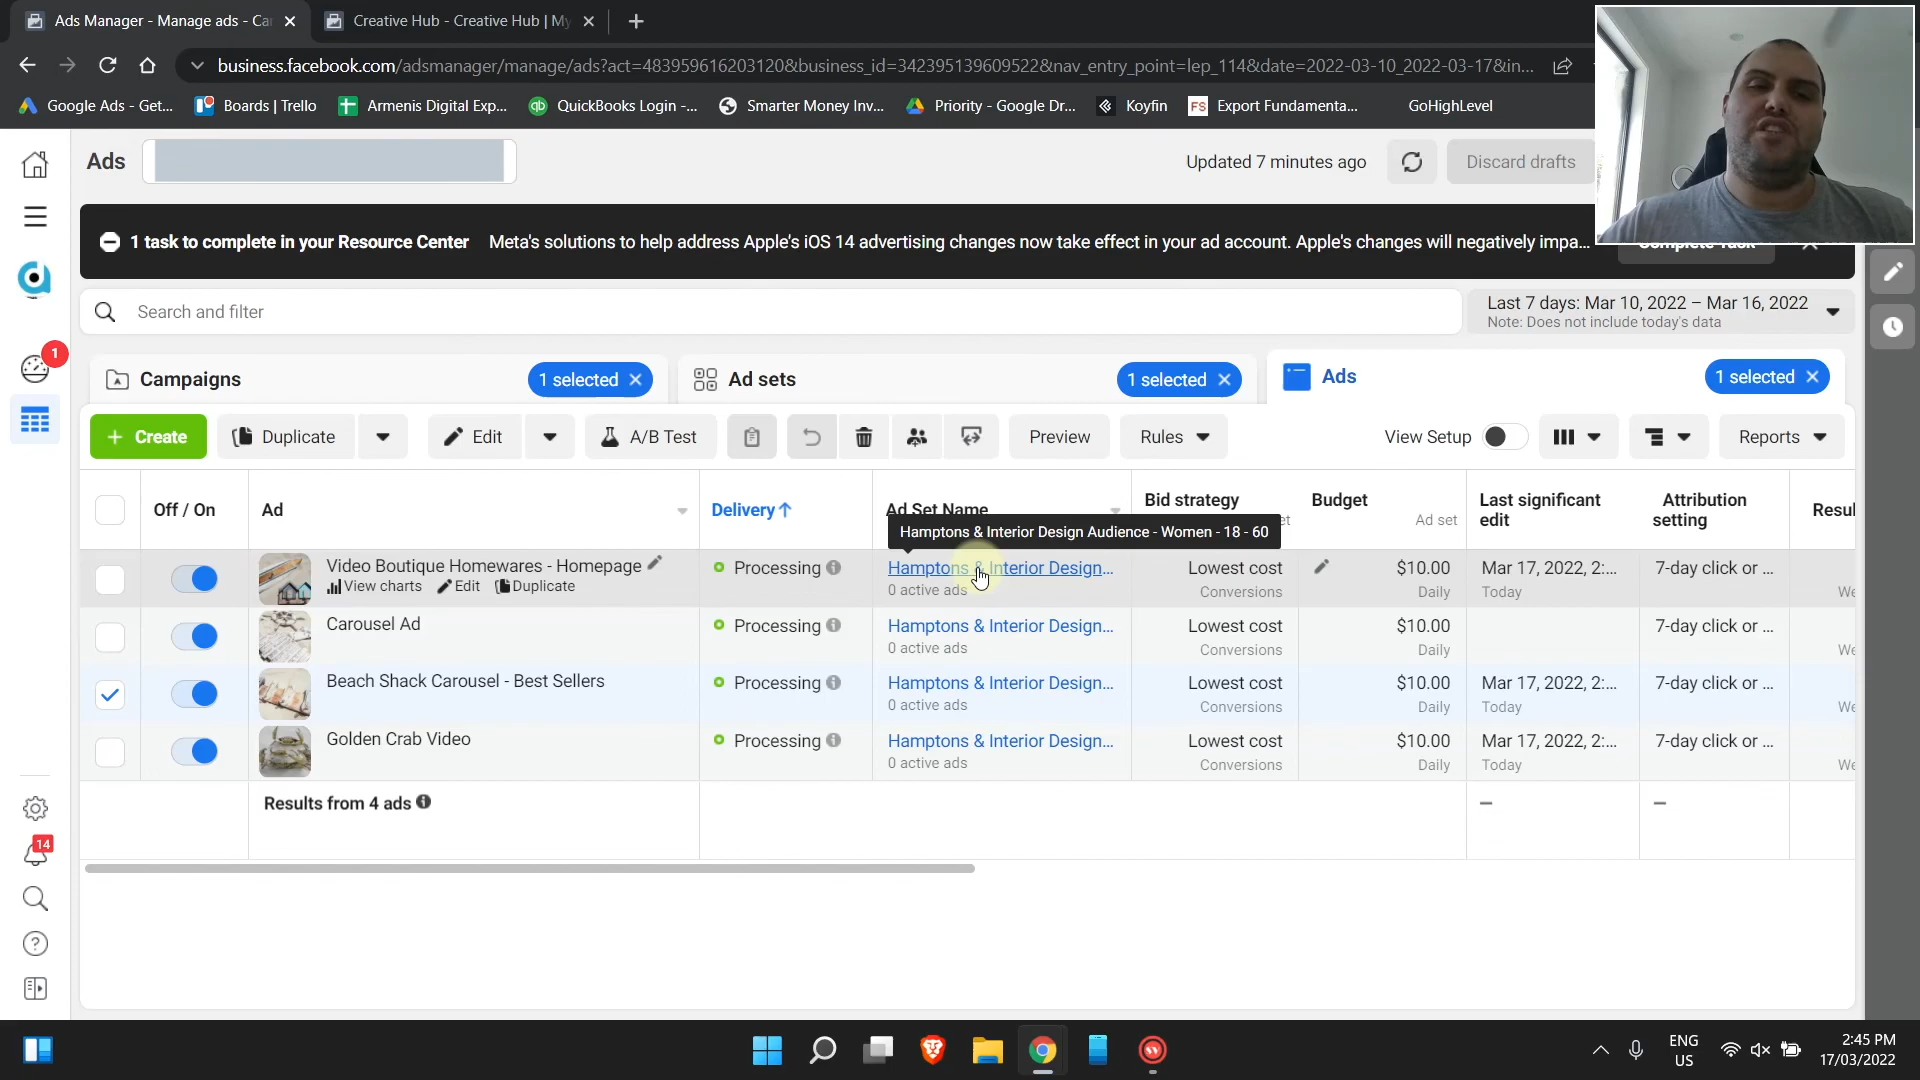 Ads Manager - Manage ads - Ca
Creative Hub - Creative Hub | My
business.facebook.com/adsmanager/manage/ads?act=483959616203120&business_id=342395139609522&nav_entry_point=lep_114&date=2022-03-10_2022-03-17&in...
Google Ads - Get...
Boards | Trello
Armenis Digital Exp...
QuickBooks Login -...
Smarter Money Inv...
Priority - Google Dr...
Koyfin
FS
Export Fundamenta...
GoHighLevel
Ads
Updated 7 minutes ago
Discard drafts
1 task to complete in your Resource Center Meta's solutions to help address Apple's iOS 14 advertising changes now take effect in your ad account. Apple's changes will negatively impa...
Complete Task
Search and filter
Last 7 days: Mar 10, 2022 – Mar 16, 2022
Note: Does not include today's data
1
Campaigns
1 selected
Ad sets
1 selected
Ads
1 selected
+ Create
Duplicate
Edit
A/B Test
Preview
Rules
View Setup
Reports
Off / On
Ad
Delivery↑
Ad Set Name
Bid strategy
Budget
Ad set
Last significant edit
Attribution setting
Resul
Hamptons & Interior Design Audience - Women - 18 - 60
Video Boutique Homewares - Homepage
View charts Edit Duplicate
Processing
Hamptons & Interior Design...
0 active ads
Lowest cost
Conversions
$10.00
Daily
Mar 17, 2022, 2:...
Today
7-day click or ...
We
Carousel Ad
Processing
Hamptons & Interior Design...
0 active ads
Lowest cost
Conversions
$10.00
Daily
7-day click or ...
We
Beach Shack Carousel - Best Sellers
Processing
Hamptons & Interior Design...
0 active ads
Lowest cost
Conversions
$10.00
Daily
Mar 17, 2022, 2:...
Today
7-day click or ...
We
Golden Crab Video
Processing
Hamptons & Interior Design...
0 active ads
Lowest cost
Conversions
$10.00
Daily
Mar 17, 2022, 2:...
Today
7-day click or ...
We
Results from 4 ads
—
—
14
ENG
US
2:45 PM
17/03/2022